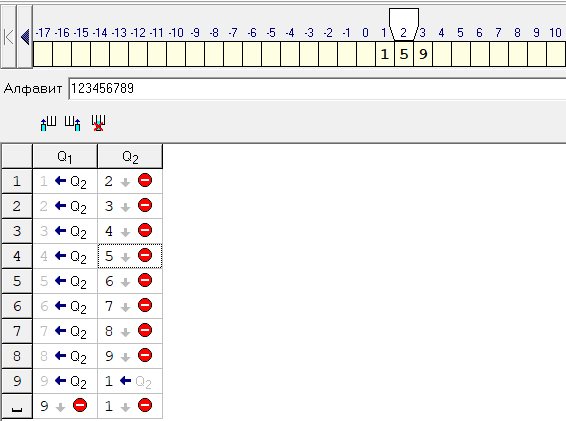 -17 -16 -15 -14 -13 -12 -11 -10 -9 -8 -7 -6 -5 -4 -3 -2 -1 0 1 2 3 4 5 6 7 8 9 10
1 5 9
Алфавит 123456789
Q1 Q2
1 1 ← Q2 2 ↓
2 2 ← Q2 3 ↓
3 3 ← Q2 4 ↓
4 4 ← Q2 5 ↓
5 5 ← Q2 6 ↓
6 6 ← Q2 7 ↓
7 7 ← Q2 8 ↓
8 8 ← Q2 9 ↓
9 9 ← Q2 1 ← Q2
␣ 9 ↓ 1 ↓